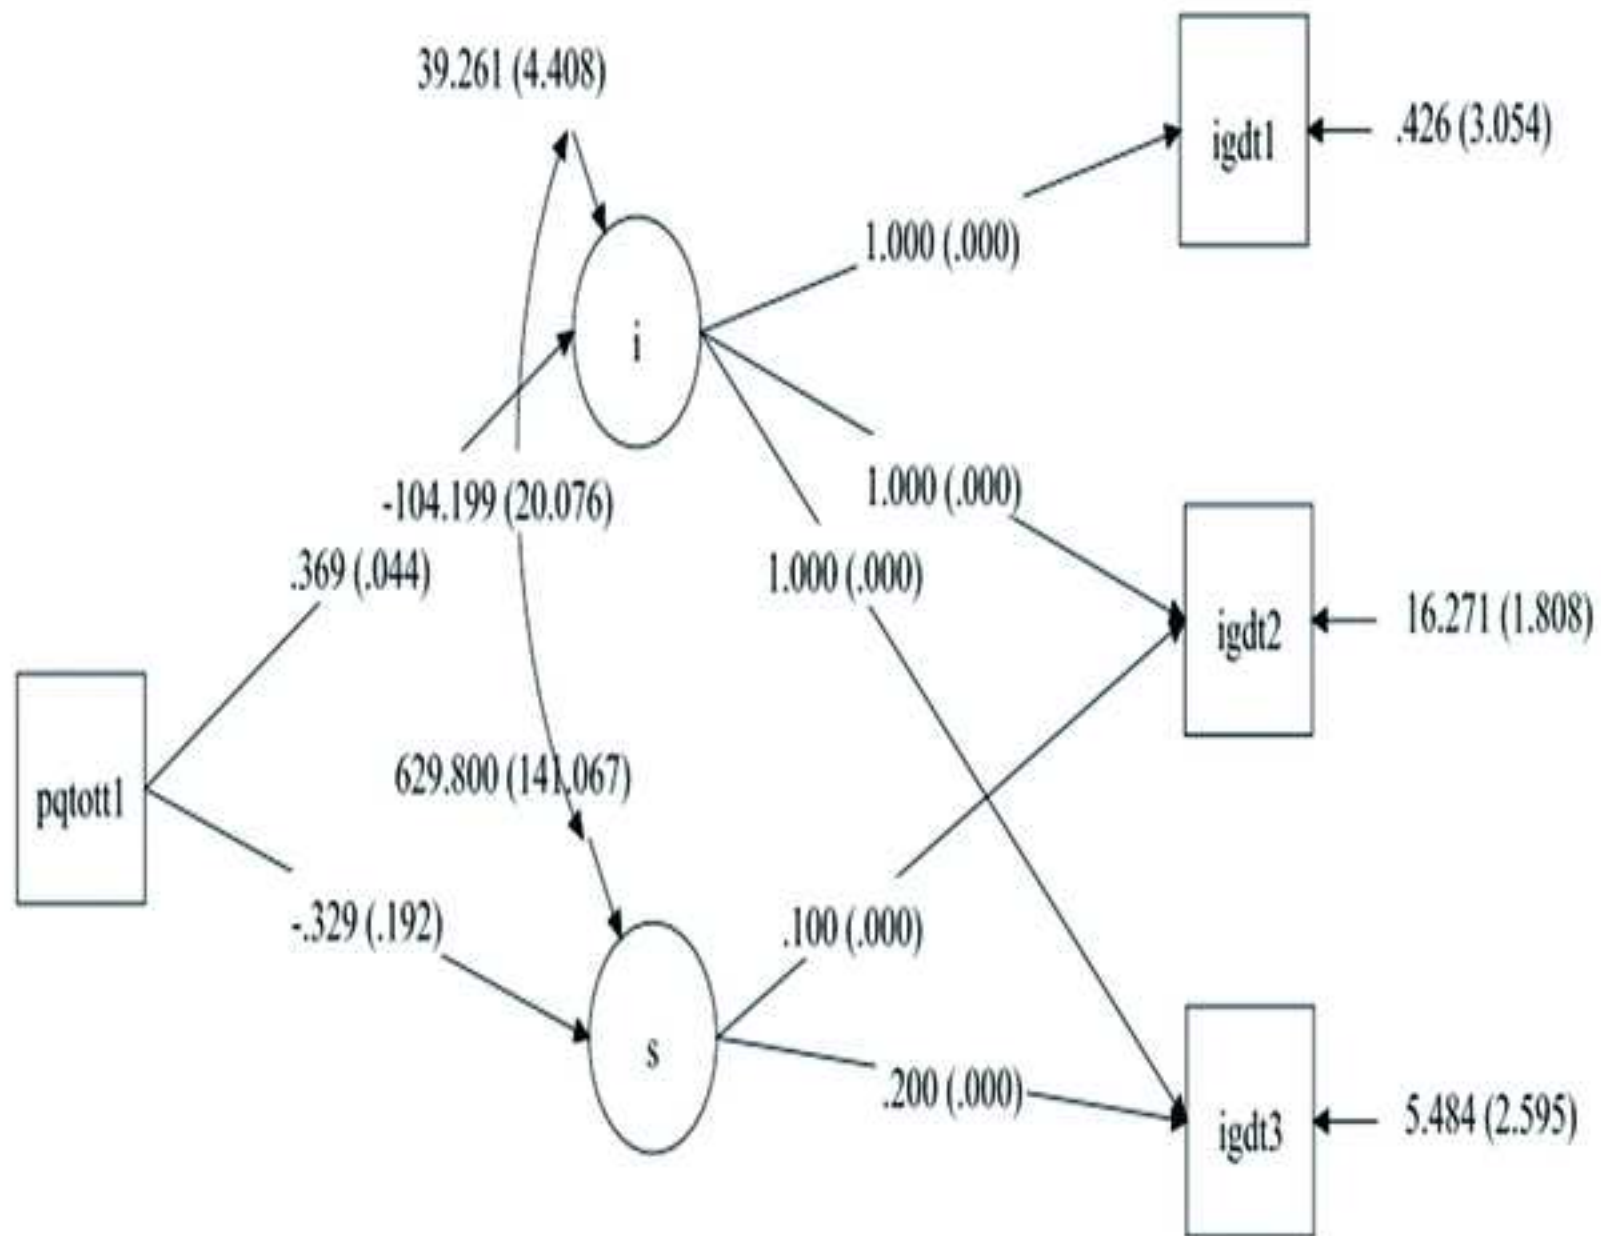 39.261 (4.408)
igdt1
.426 (3.054)
1.000 (.000)
i
-104.199 (20.076)
1.000 (.000)
.369 (.044)
1.000 (.000)
igdt2
16.271 (1.808)
629.800 (141.067)
pqtott1
-.329 (.192)
.100 (.000)
s
.200 (.000)
igdt3
5.484 (2.595)